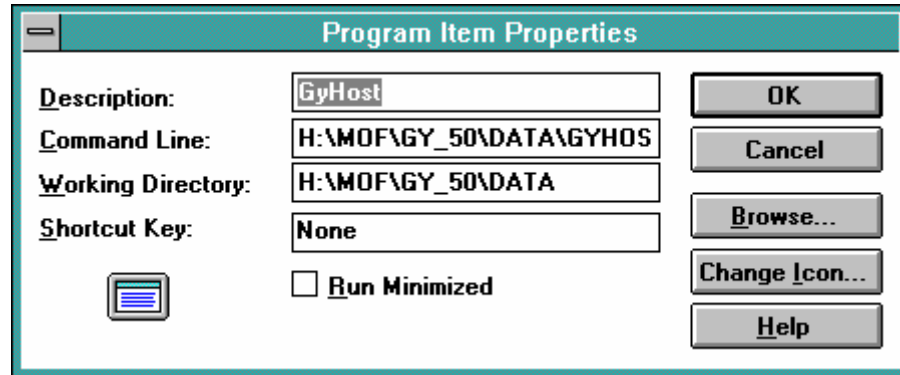 Program Item Properties
Description: GyHost OK
Command Line: H:\MOF\GY_50\DATA\GYHOS Cancel
Working Directory: H:\MOF\GY_50\DATA
Shortcut Key: None Browse...
Run Minimized Change Icon...
Help